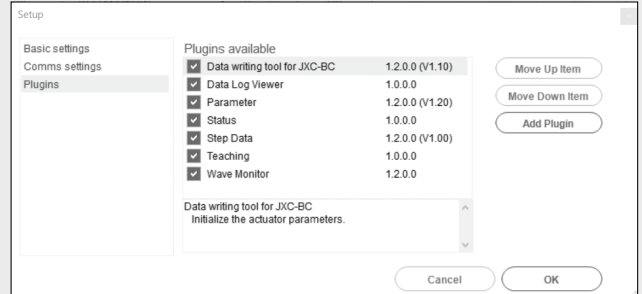 Setup
Basic settings
Comms settings
Plugins
Plugins available
Data writing tool for JXC-BC 1.2.0.0 (V1.10)
Data Log Viewer 1.0.0.0
Parameter 1.2.0.0 (V1.20)
Status 1.0.0.0
Step Data 1.2.0.0 (V1.00)
Teaching 1.0.0.0
Wave Monitor 1.2.0.0
Data writing tool for JXC-BC
Initialize the actuator parameters.
Move Up Item
Move Down Item
Add Plugin
Cancel
OK